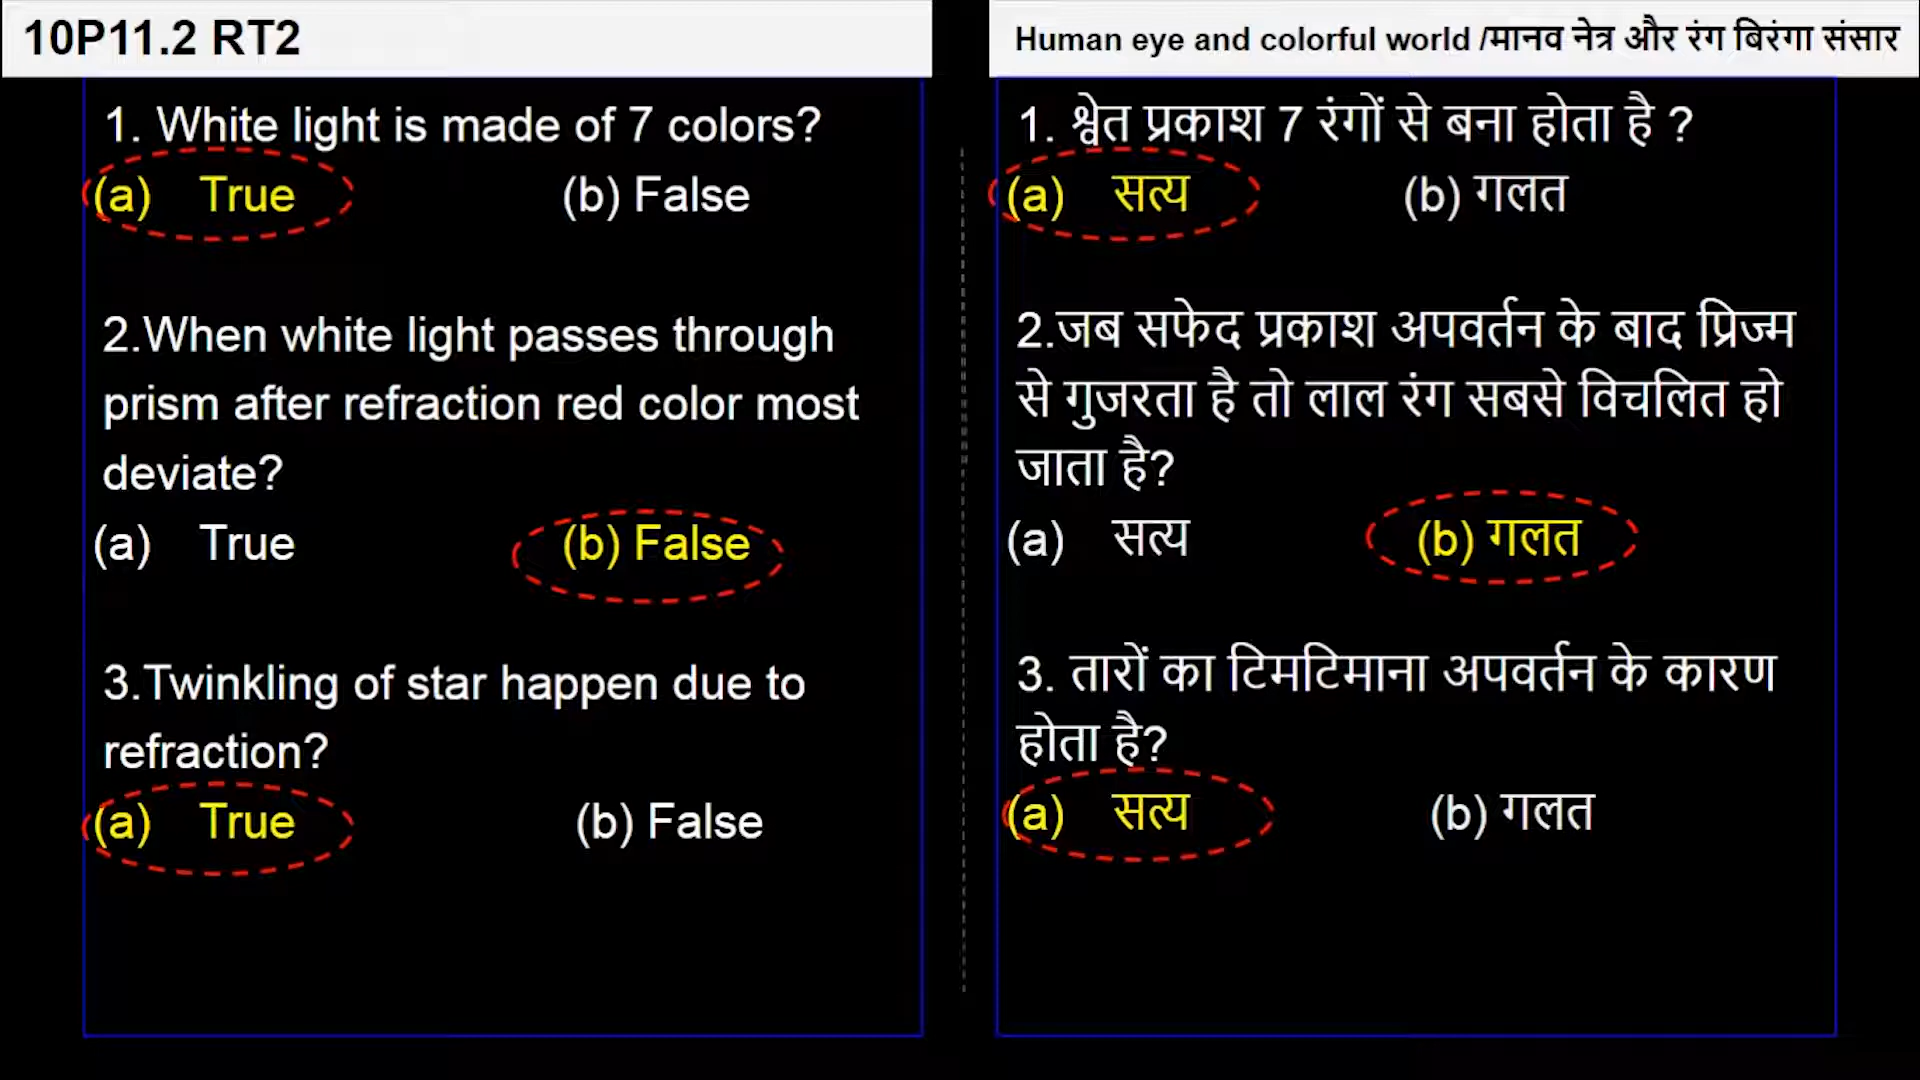 10P11.2 RT2
Human eye and colorful world /मानव नेत्र और रंग बिरंगा संसार
1. White light is made of 7 colors?
(a) True (b) False
2.When white light passes through
prism after refraction red color most
deviate?
(a) True (b) False
3.Twinkling of star happen due to
refraction?
(a) True (b) False
1. श्वेत प्रकाश 7 रंगों से बना होता है ?
(a) सत्य (b) गलत
2.जब सफेद प्रकाश अपवर्तन के बाद प्रिज्म
से गुजरता है तो लाल रंग सबसे विचलित हो
जाता है?
(a) सत्य (b) गलत
3. तारों का टिमटिमाना अपवर्तन के कारण
होता है?
(a) सत्य (b) गलत